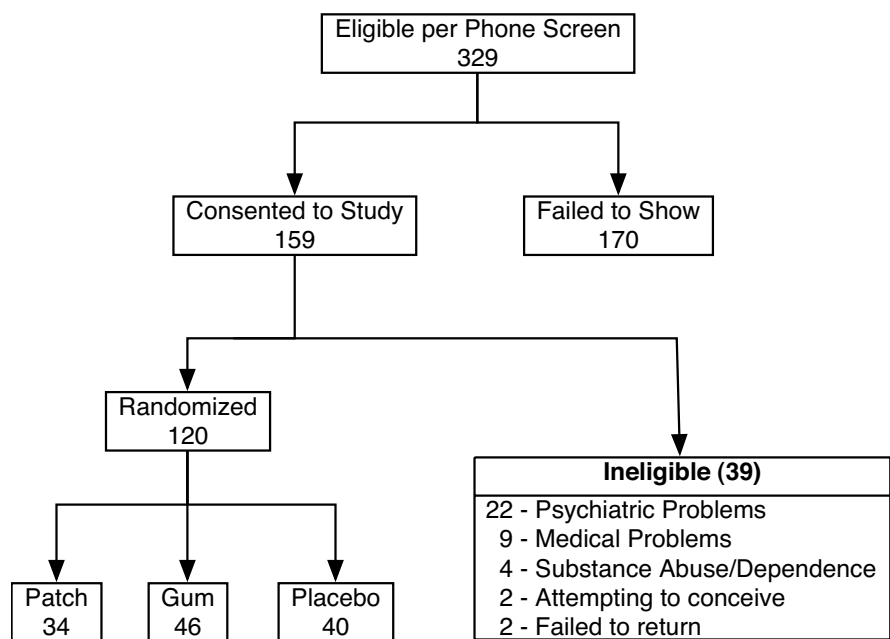 Eligible per Phone Screen
329
Consented to Study
159
Failed to Show
170
Randomized
120
Ineligible (39)
22 - Psychiatric Problems
9 - Medical Problems
4 - Substance Abuse/Dependence
2 - Attempting to conceive
2 - Failed to return
Patch
34
Gum
46
Placebo
40